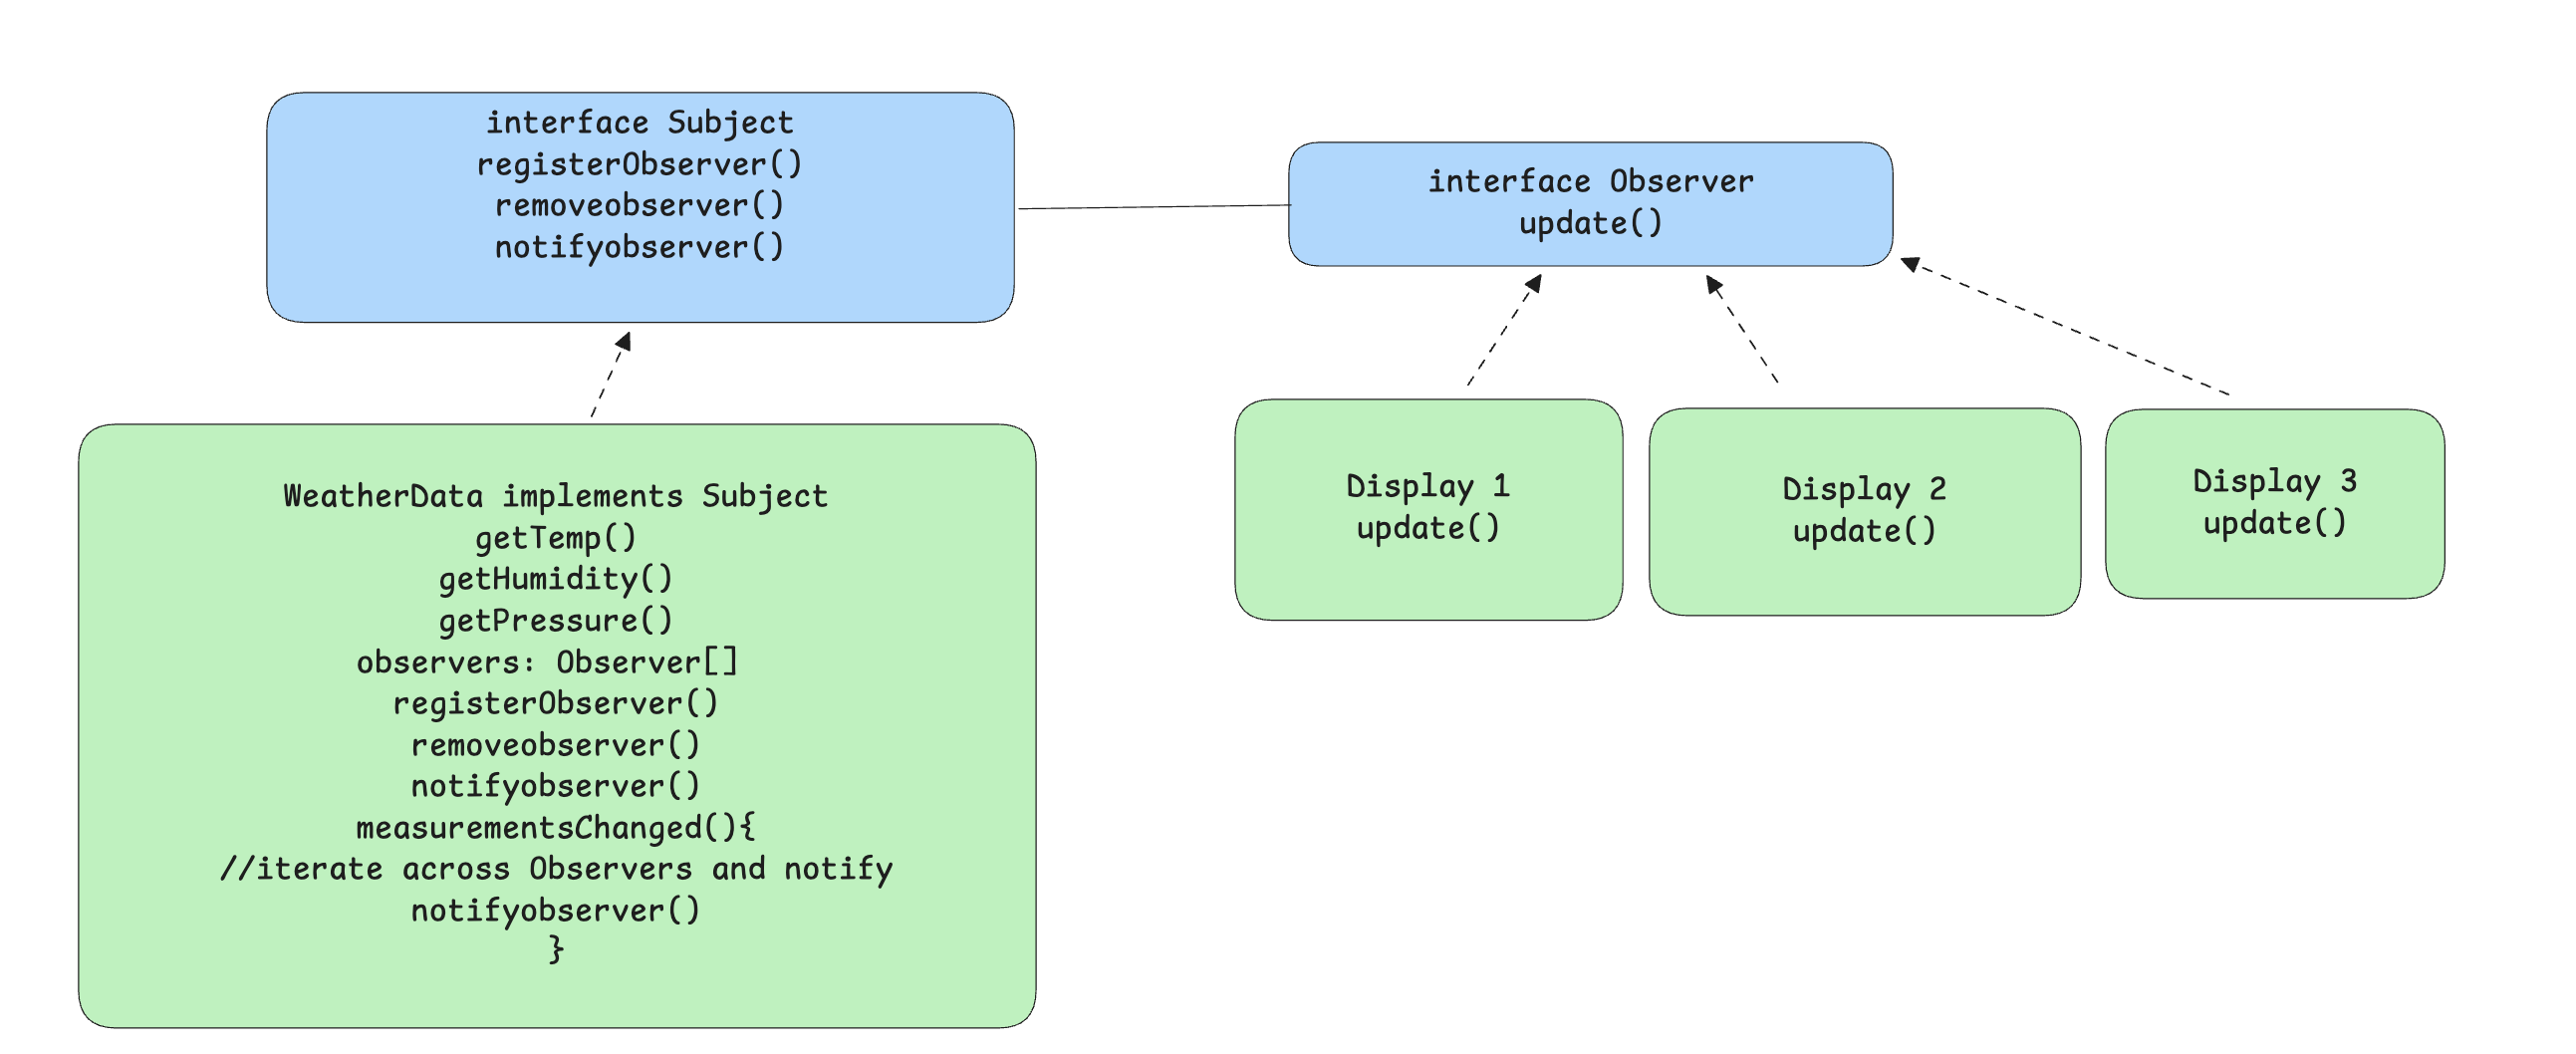 interface Subject
registerObserver()
removeobserver()
notifyobserver()
interface Observer
update()
WeatherData implements Subject
getTemp()
getHumidity()
getPressure()
observers: Observer[]
registerObserver()
removeobserver()
notifyobserver()
measurementsChanged(){
//iterate across Observers and notify
notifyobserver()
}
Display 1
update()
Display 2
update()
Display 3
update()